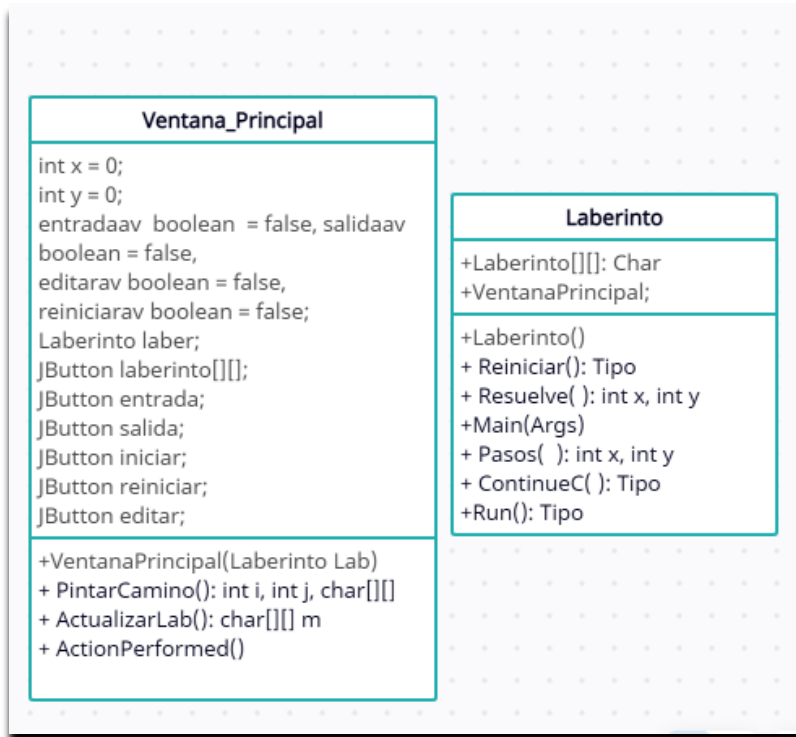 Ventana_Principal
int x = 0;
int y = 0;
entradaav  boolean  = false, salidaav
boolean = false,
editarav boolean = false,
reiniciarav boolean = false;
Laberinto laber;
JButton laberinto[][];
JButton entrada;
JButton salida;
JButton iniciar;
JButton reiniciar;
JButton editar;
+VentanaPrincipal(Laberinto Lab)
+ PintarCamino(): int i, int j, char[][]
+ ActualizarLab(): char[][] m
+ ActionPerformed()
Laberinto
+Laberinto[][]: Char
+VentanaPrincipal;
+Laberinto()
+ Reiniciar(): Tipo
+ Resuelve( ): int x, int y
+Main(Args)
+ Pasos(  ): int x, int y
+ ContinueC( ): Tipo
+Run(): Tipo